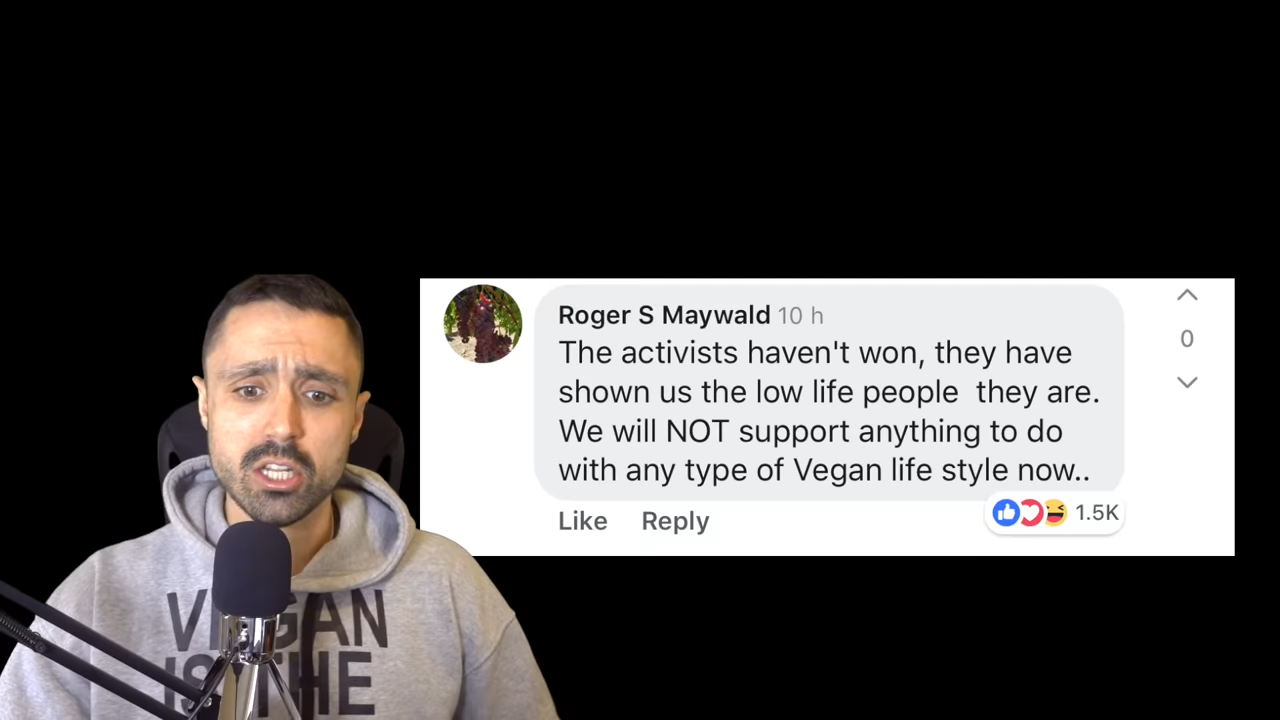 Roger S Maywald 10 h
The activists haven't won, they have
shown us the low life people they are.
We will NOT support anything to do
with any type of Vegan life style now..
Like Reply
1.5K
0
VEGAN
IS THE